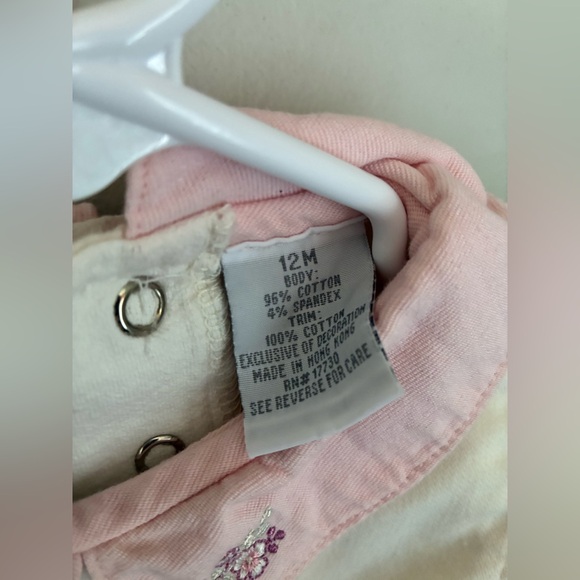 12M
BODY:
96% COTTON
4% SPANDEX
TRIM:
100% COTTON
EXCLUSIVE OF DECORATION
MADE IN HONG KONG
RN# 17730
SEE REVERSE FOR CARE